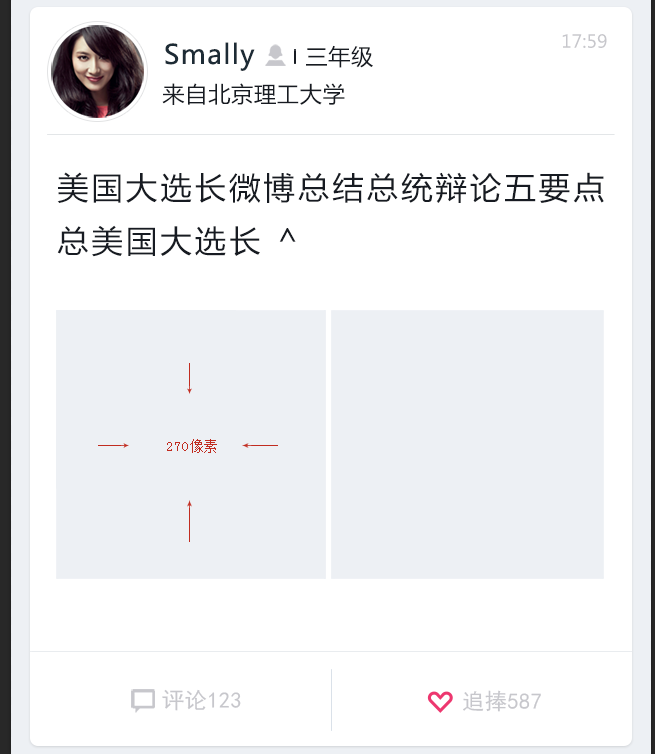 Smally 三年级
17:59
来自北京理工大学
美国大选长微博总结总统辩论五要点
总美国大选长 ^
270像素
评论123
追捧587